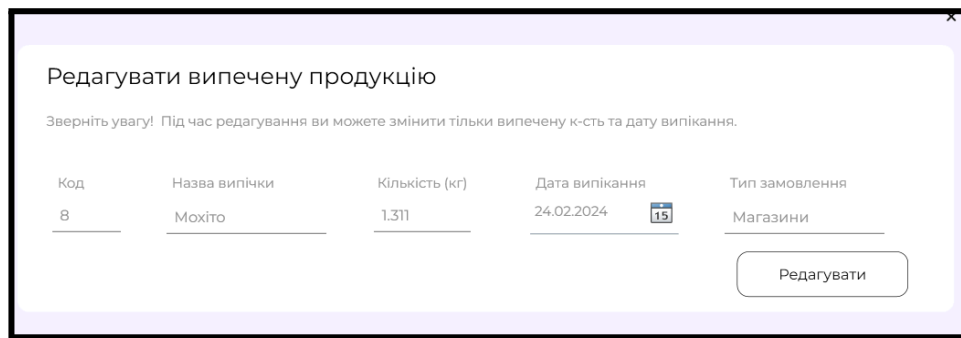 ×
Редагувати випечену продукцію
Зверніть увагу! Під час редагування ви можете змінити тільки випечену к-сть та дату випікання.
Код Назва випічки Кількість (кг) Дата випікання Тип замовлення
8 Мохіто 1.311 24.02.2024 15 Магазини
Редагувати